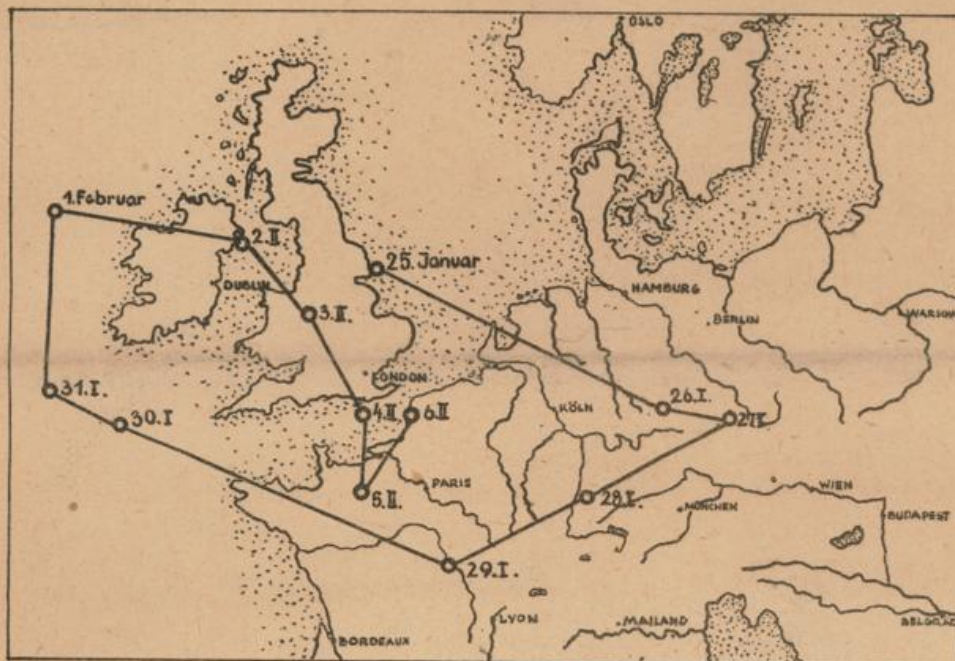 OSLO
1. Februar
2. II
25. Januar
DUBLIN
HAMBURG
3. II.
BERLIN
WARSCH
LONDON
31. I.
30. I
4. II
6. II
KÖLN
26. I.
27. I
5. II.
PARIS
28. I.
MÜNCHEN
WIEN
BUDAPEST
29. I.
LYON
MAILAND
BELGRAD
BORDEAUX